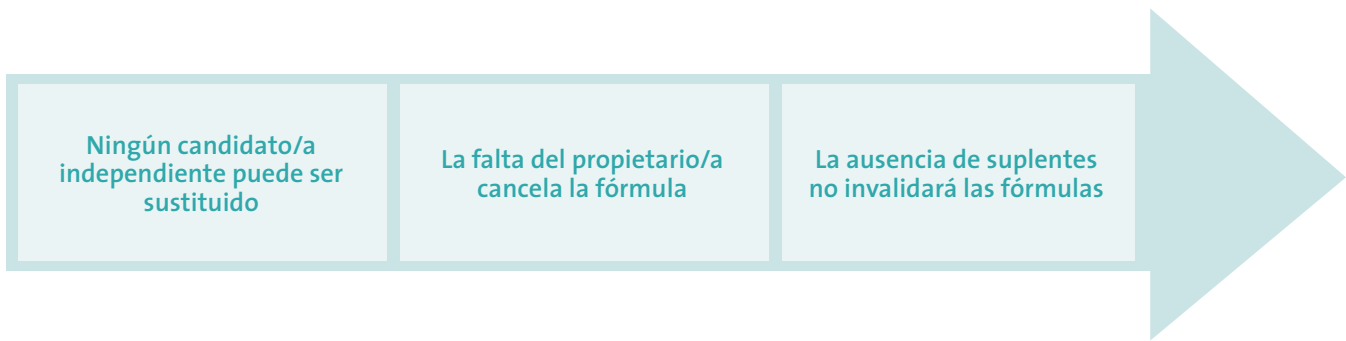 Ningún candidato/a
independiente puede ser
sustituido
La falta del propietario/a
cancela la fórmula
La ausencia de suplentes
no invalidará las fórmulas